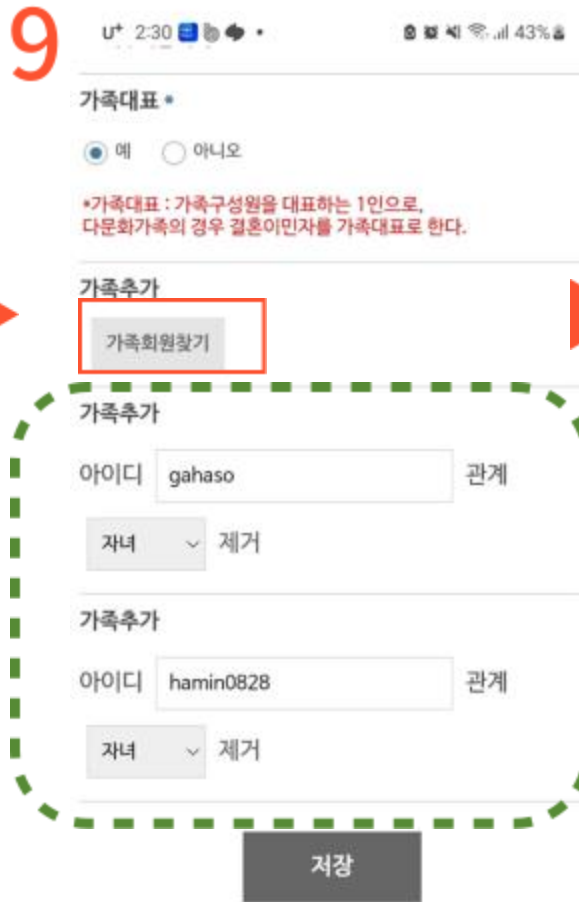 9
U⁺ 2:30
43%
가족대표
예 아니오
*가족대표 : 가족구성원을 대표하는 1인으로,
다문화가족의 경우 결혼이민자를 가족대표로 한다.
가족추가
가족회원찾기
가족추가
아이디 gahaso 관계
자녀 제거
가족추가
아이디 hamin0828 관계
자녀 제거
저장